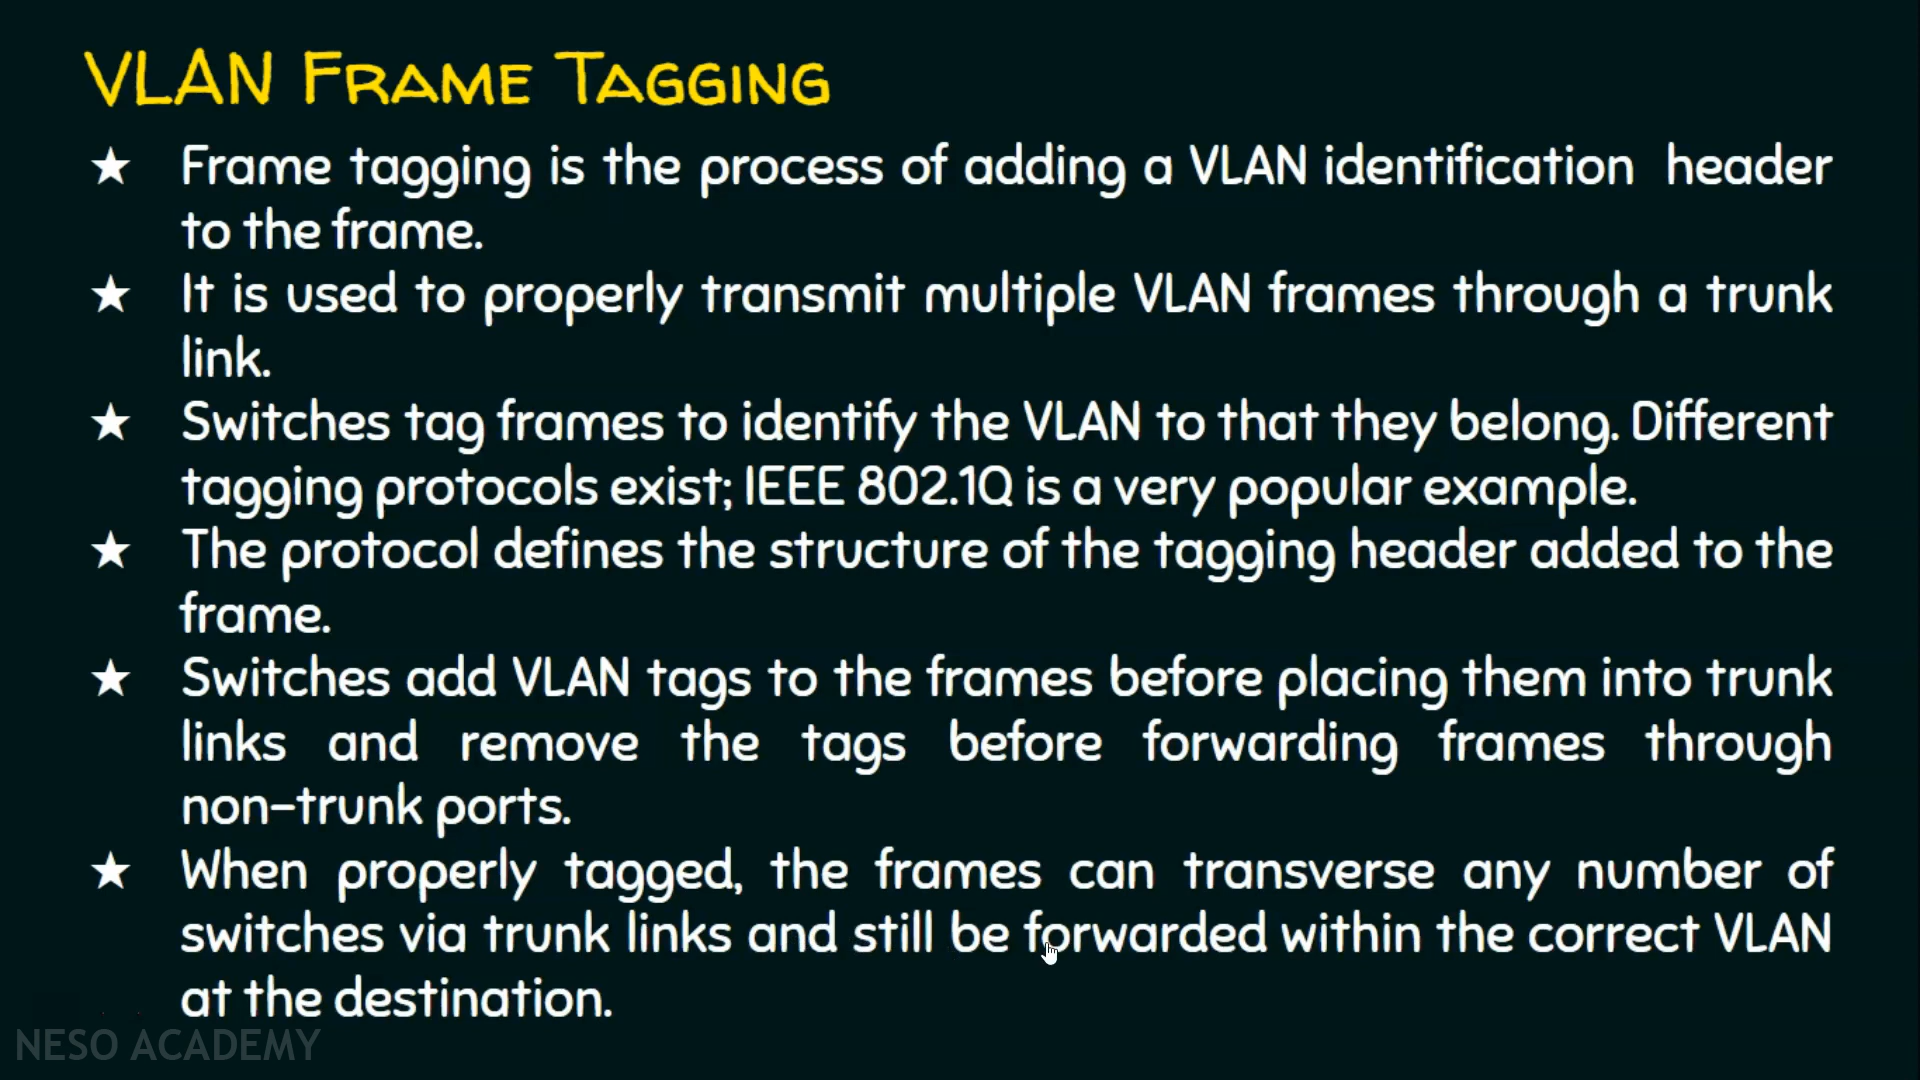 VLAN FRAME TAGGING
★ Frame tagging is the process of adding a VLAN identification header
to the frame.
★ It is used to properly transmit multiple VLAN frames through a trunk
link.
★ Switches tag frames to identify the VLAN to that they belong. Different
tagging protocols exist; IEEE 802.1Q is a very popular example.
★ The protocol defines the structure of the tagging header added to the
frame.
★ Switches add VLAN tags to the frames before placing them into trunk
links and remove the tags before forwarding frames through
non-trunk ports.
★ When properly tagged, the frames can transverse any number of
switches via trunk links and still be forwarded within the correct VLAN
at the destination.
NESO ACADEMY